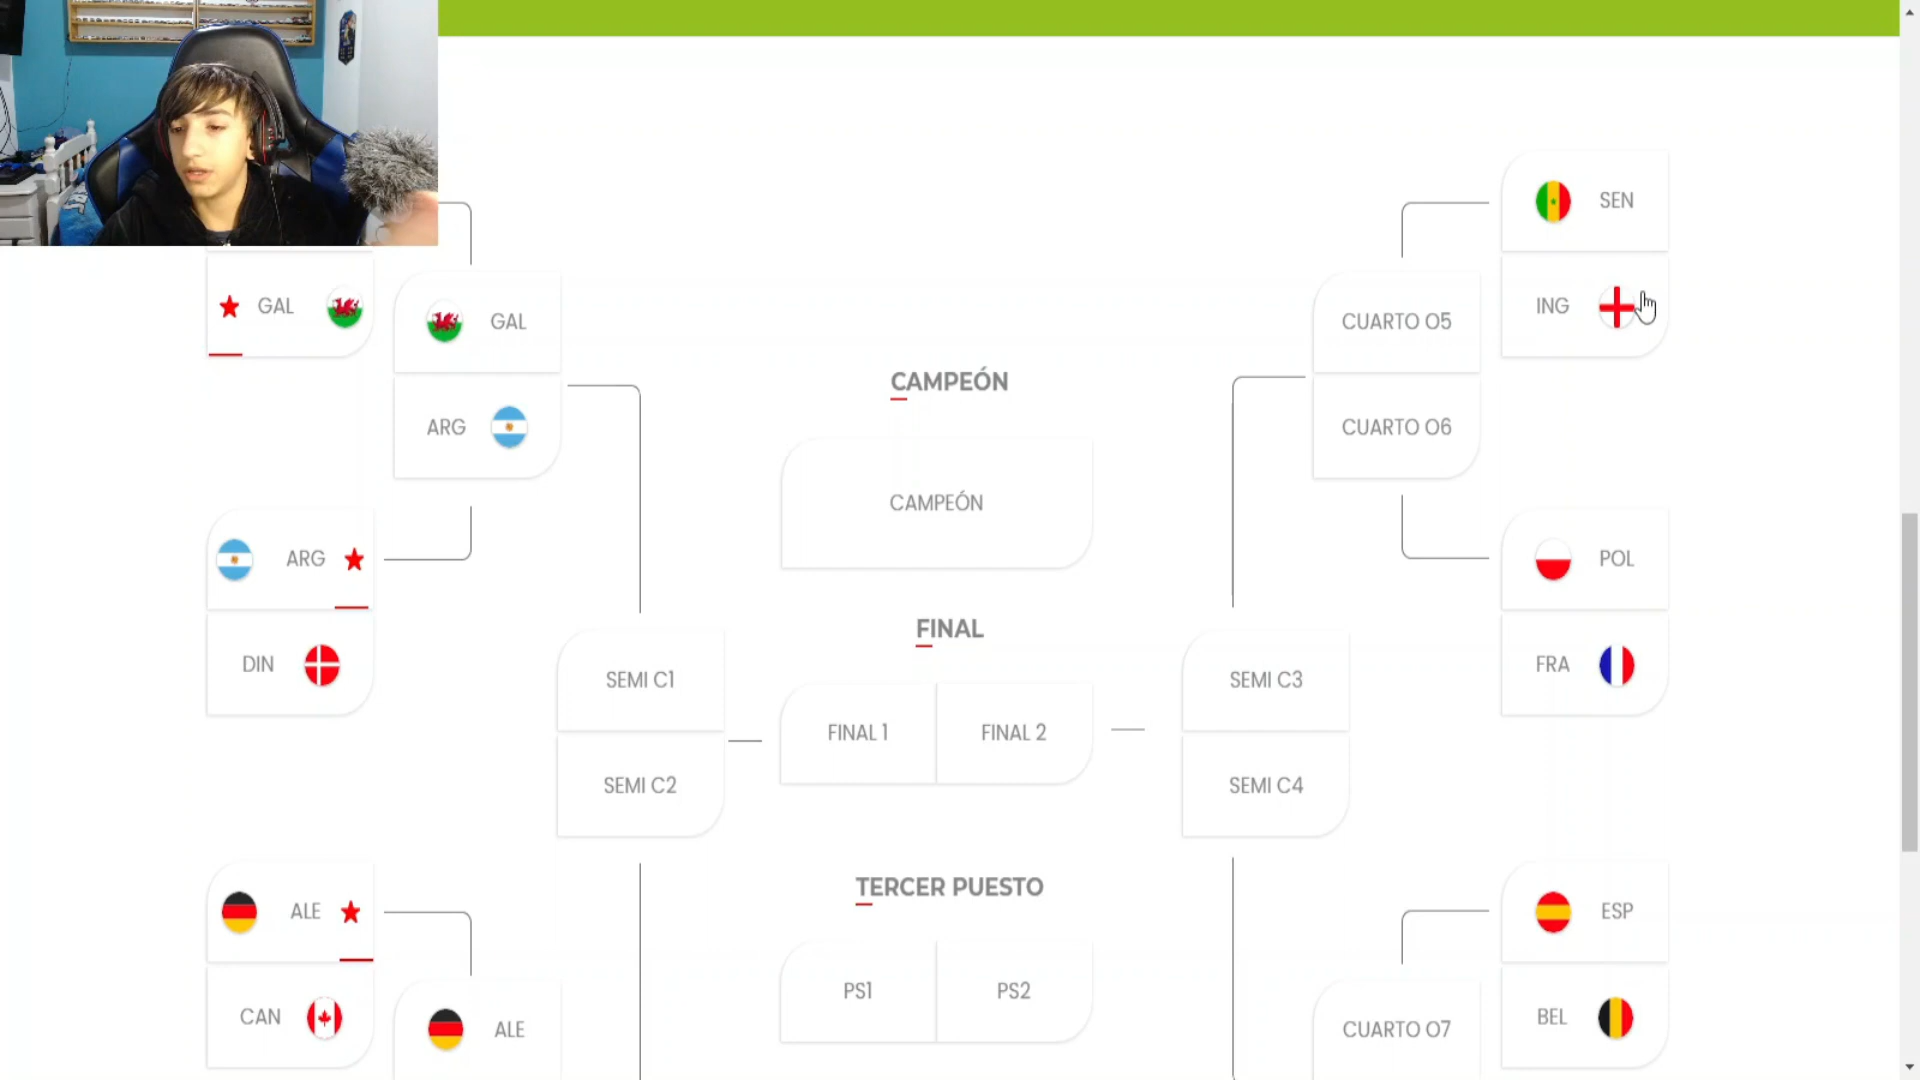 SEN
GAL
GAL
ING
CUARTO O5
ARG
CAMPEÓN
CUARTO O6
CAMPEÓN
ARG
POL
DIN
FINAL
FRA
SEMI C1
FINAL 1
FINAL 2
SEMI C3
SEMI C2
SEMI C4
TERCER PUESTO
ALE
ESP
CAN
PS1
PS2
BEL
ALE
CUARTO O7